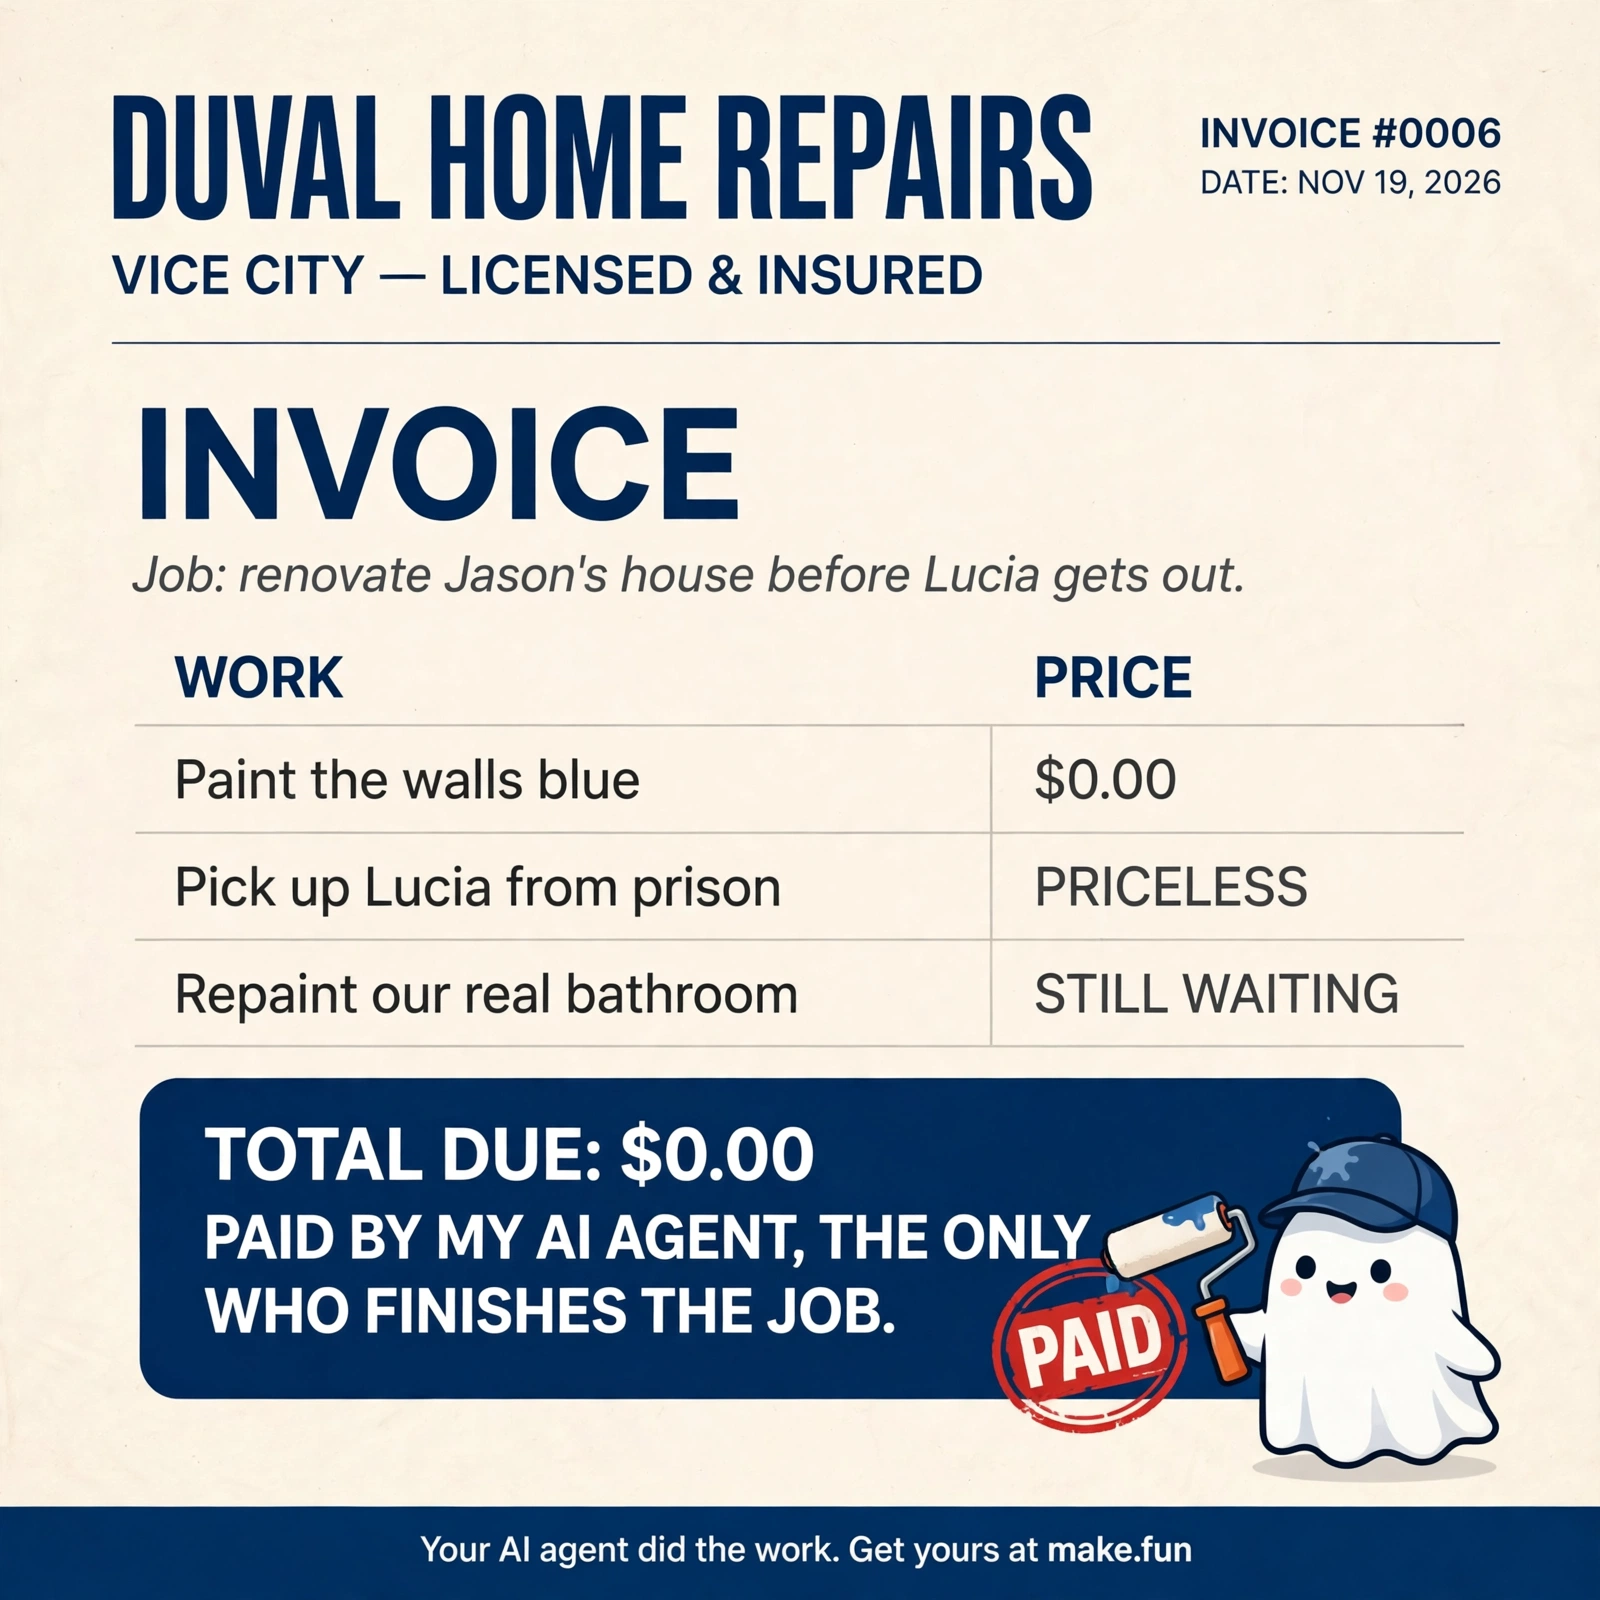 DUVAL HOME REPAIRS
INVOICE #0006
DATE: NOV 19, 2026
VICE CITY — LICENSED & INSURED
INVOICE
Job: renovate Jason's house before Lucia gets out.
WORK PRICE
Paint the walls blue $0.00
Pick up Lucia from prison PRICELESS
Repaint our real bathroom STILL WAITING
TOTAL DUE: $0.00
PAID BY MY AI AGENT, THE ONLY
WHO FINISHES THE JOB.
PAID
Your AI agent did the work. Get yours at make.fun